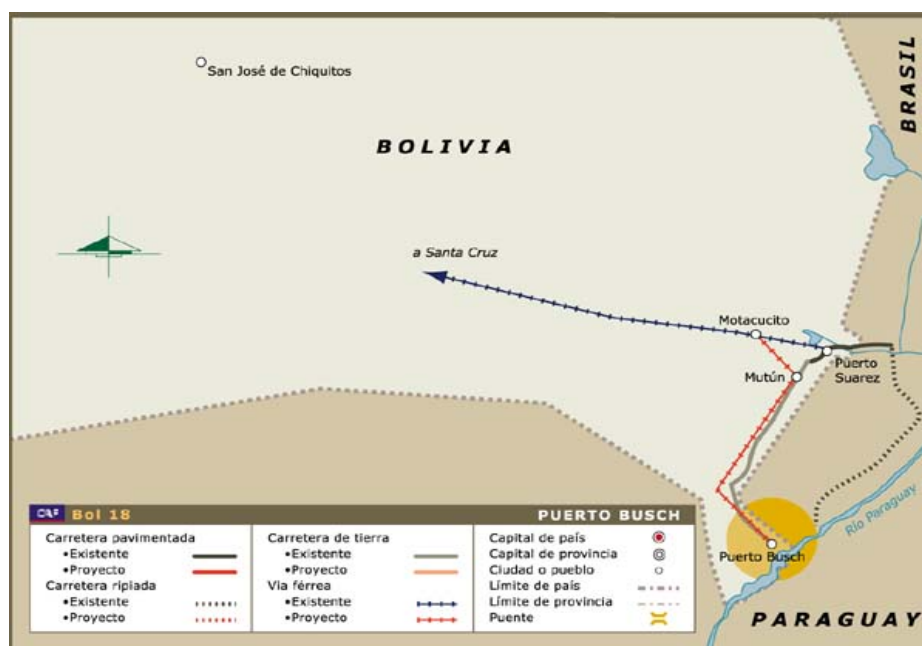 San José de Chiquitos
BRASIL
BOLIVIA
a Santa Cruz
Motacucito
Puerto
Suarez
Mutún
Río Paraguay
Puerto Busch
PARAGUAY
CAF Bol 18
PUERTO BUSCH
Carretera pavimentada
•Existente
•Proyecto
Carretera ripiada
•Existente
•Proyecto
Carretera de tierra
•Existente
•Proyecto
Via férrea
•Existente
•Proyecto
Capital de país
Capital de provincia
Ciudad o pueblo
Límite de país
Límite de provincia
Puente